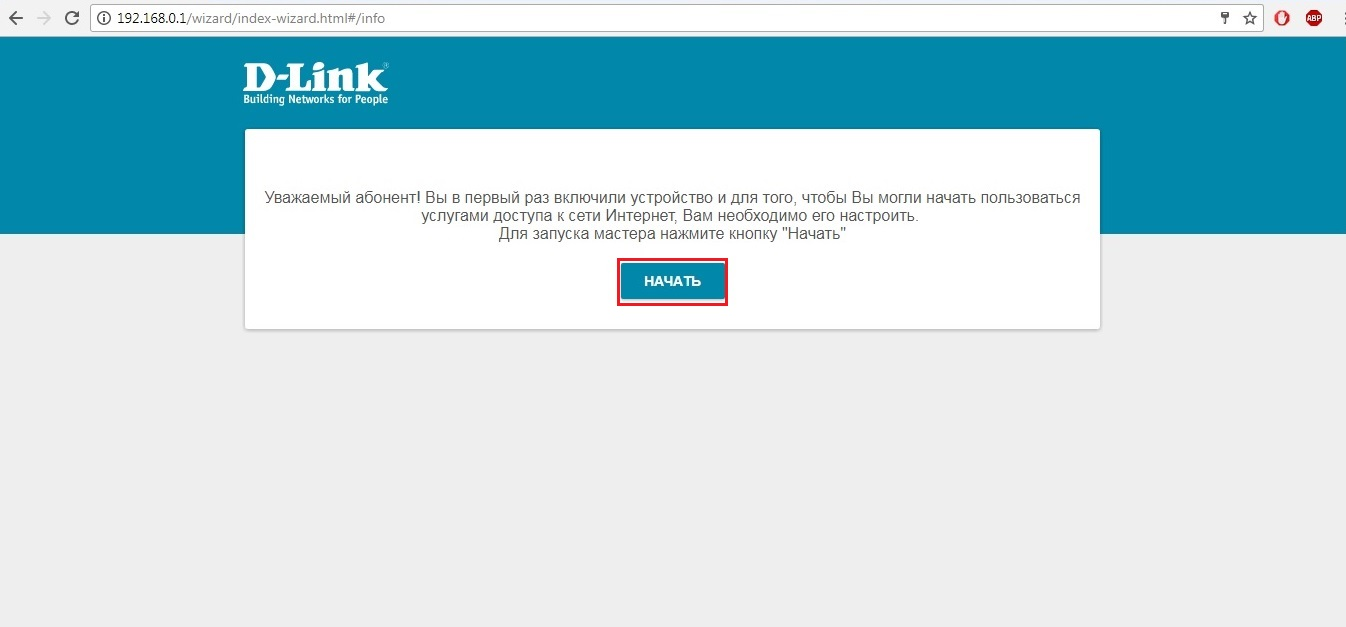 192.168.0.1/wizard/index-wizard.html#/info
ABP
D-Link®
Building Networks for People
Уважаемый абонент! Вы в первый раз включили устройство и для того, чтобы Вы могли начать пользоваться
услугами доступа к сети Интернет, Вам необходимо его настроить.
Для запуска мастера нажмите кнопку "Начать"
НАЧАТЬ